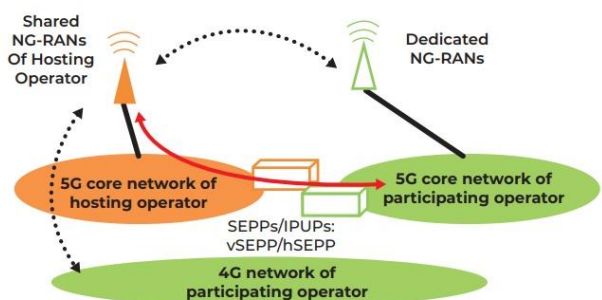 Shared
NG-RANs
Of Hosting
Operator
Dedicated
NG-RANs
5G core network of
hosting operator
5G core network of
participating operator
SEPPs/IPUPs:
vSEPP/hSEPP
4G network of
participating operator